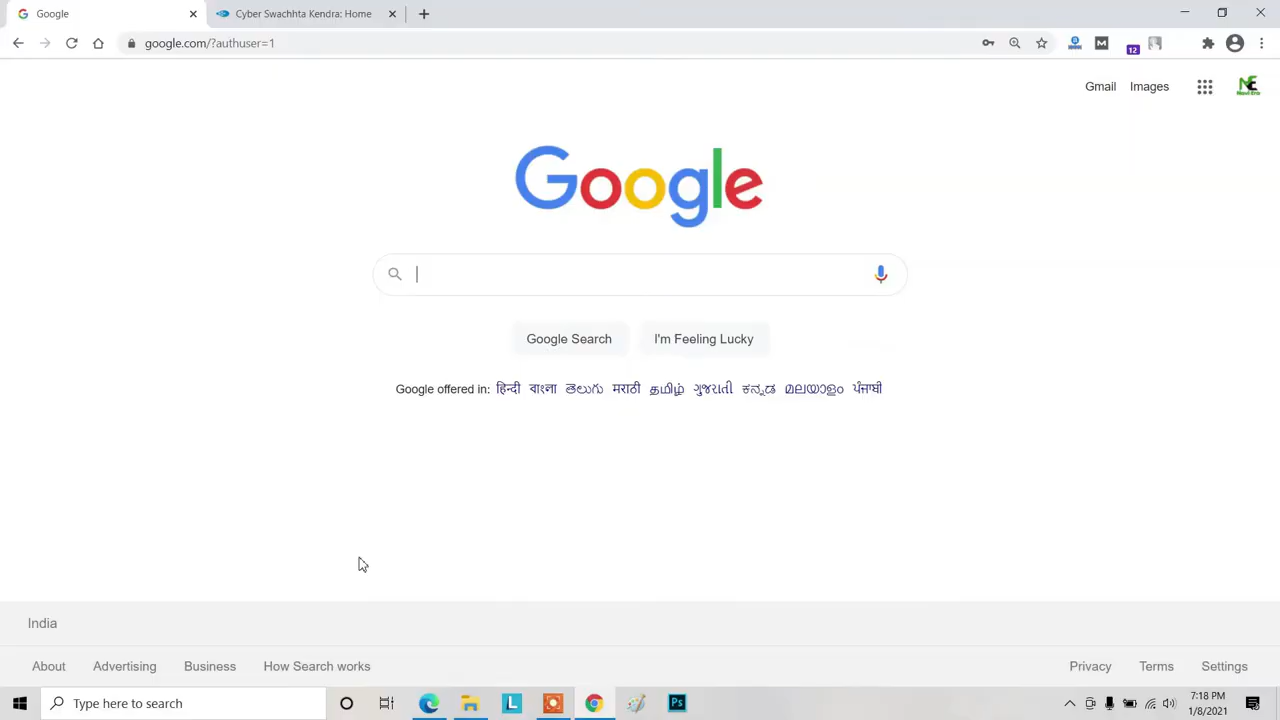 Google
Cyber Swachhta Kendra: Home
google.com/?authuser=1
12
Gmail Images
Google
Google Search
I'm Feeling Lucky
Google offered in: हिन्दी বাংলা తెలుగు मराठी தமிழ் ગુજરાતી ಕನ್ನಡ മലയാളം ਪੰਜਾਬੀ
India
About Advertising Business How Search works
Privacy Terms Settings
Type here to search
L
Ps
7:18 PM
1/8/2021